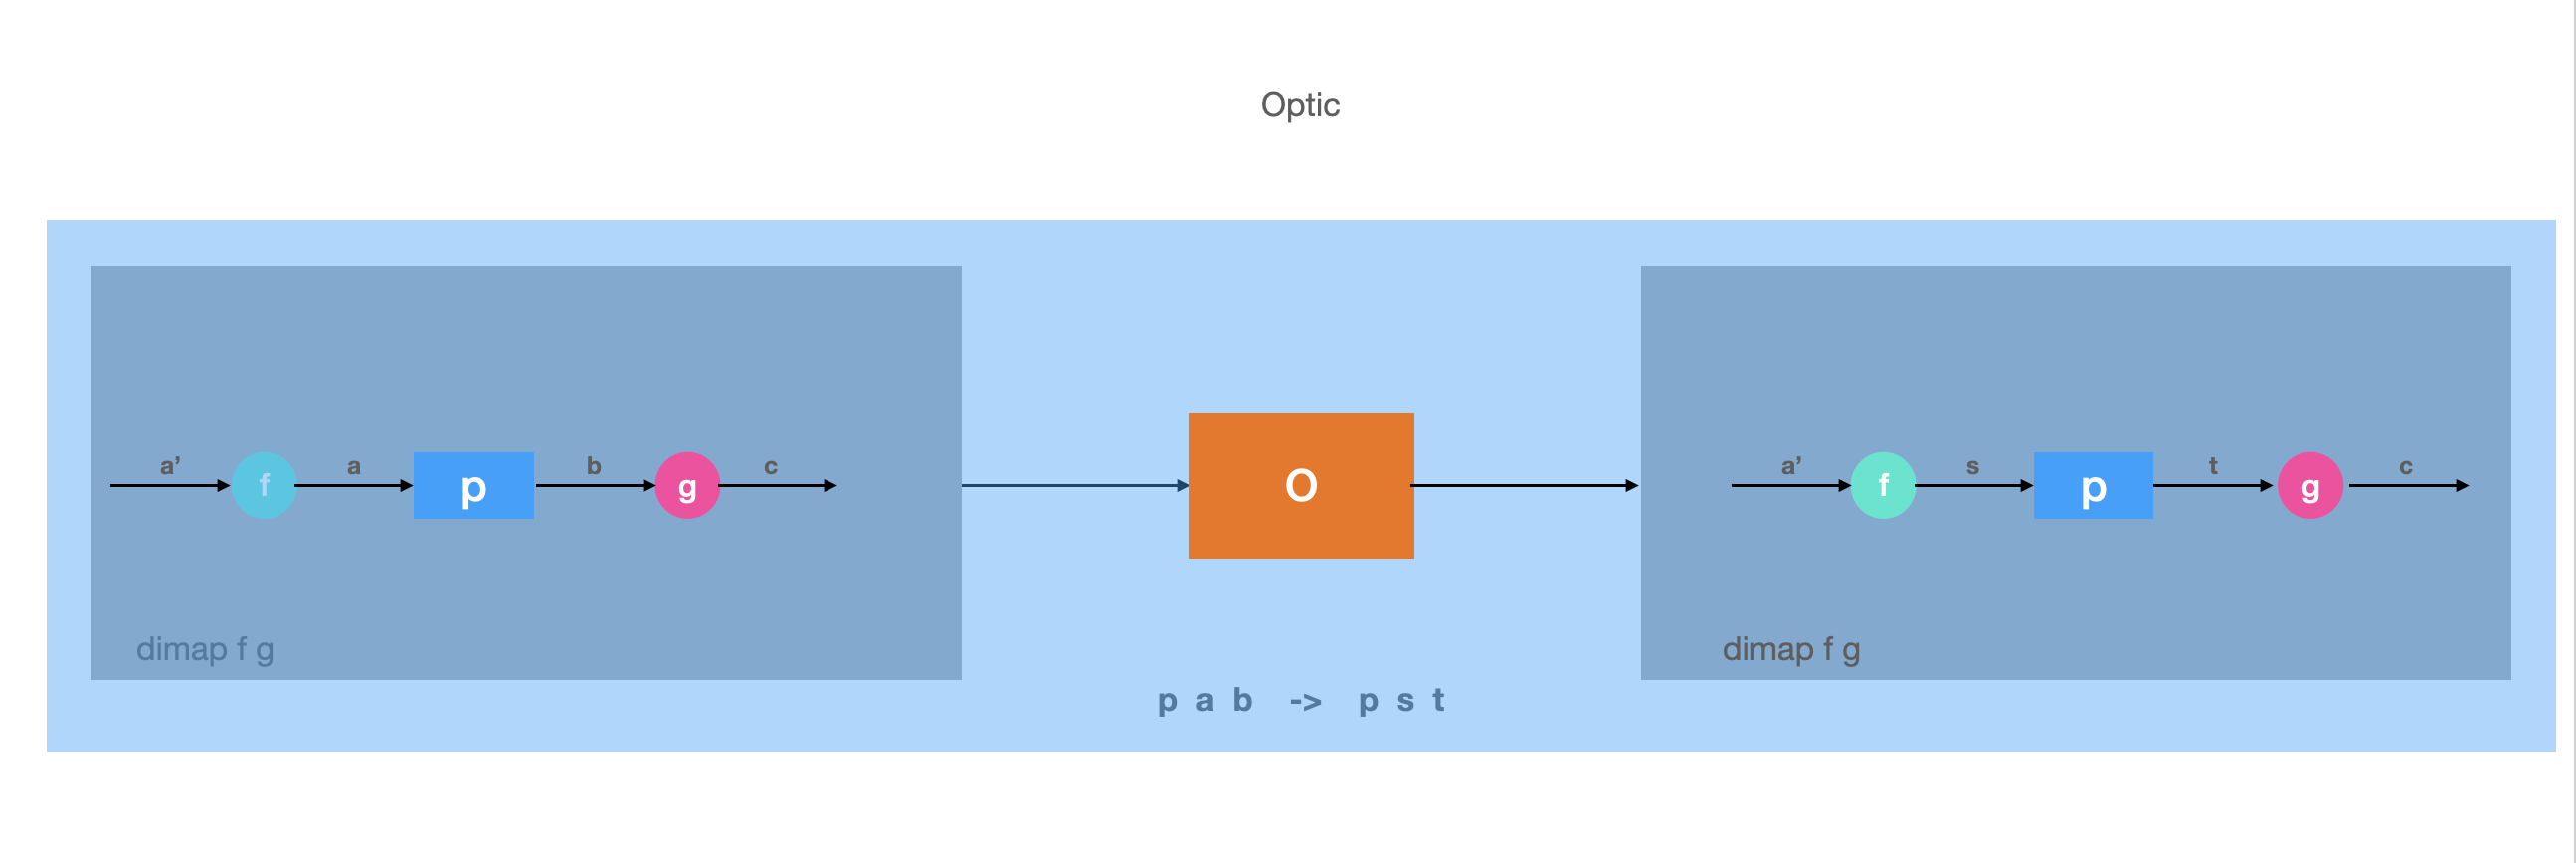 Optic
a’ f a p b g c
O
a’ f s p t g c
dimap f g
dimap f g
p a b -> p s t